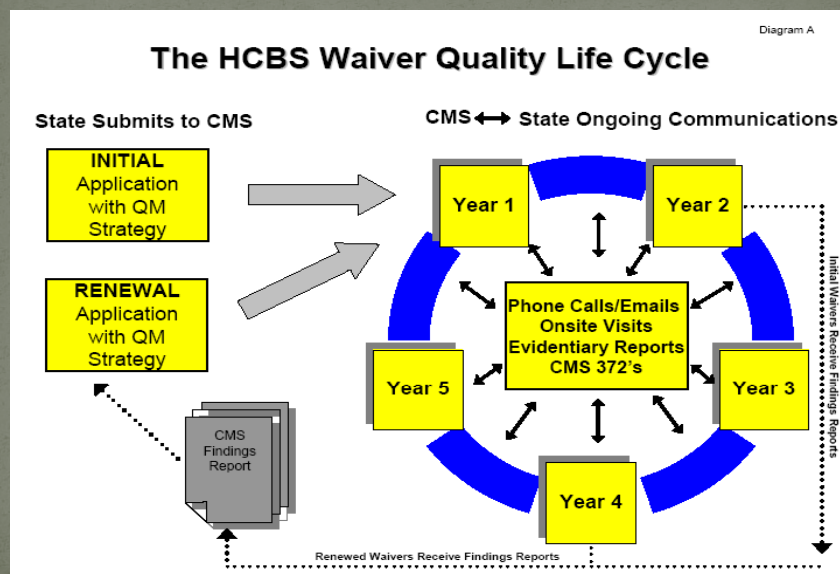 Diagram A
The HCBS Waiver Quality Life Cycle
State Submits to CMS
CMS ↔ State Ongoing Communications
INITIAL
Application
with QM
Strategy
RENEWAL
Application
with QM
Strategy
CMS
Findings
Report
Year 1
Year 2
Year 3
Year 4
Year 5
Phone Calls/Emails
Onsite Visits
Evidentiary Reports
CMS 372's
Initial Waivers Receive Findings Reports
Renewed Waivers Receive Findings Reports